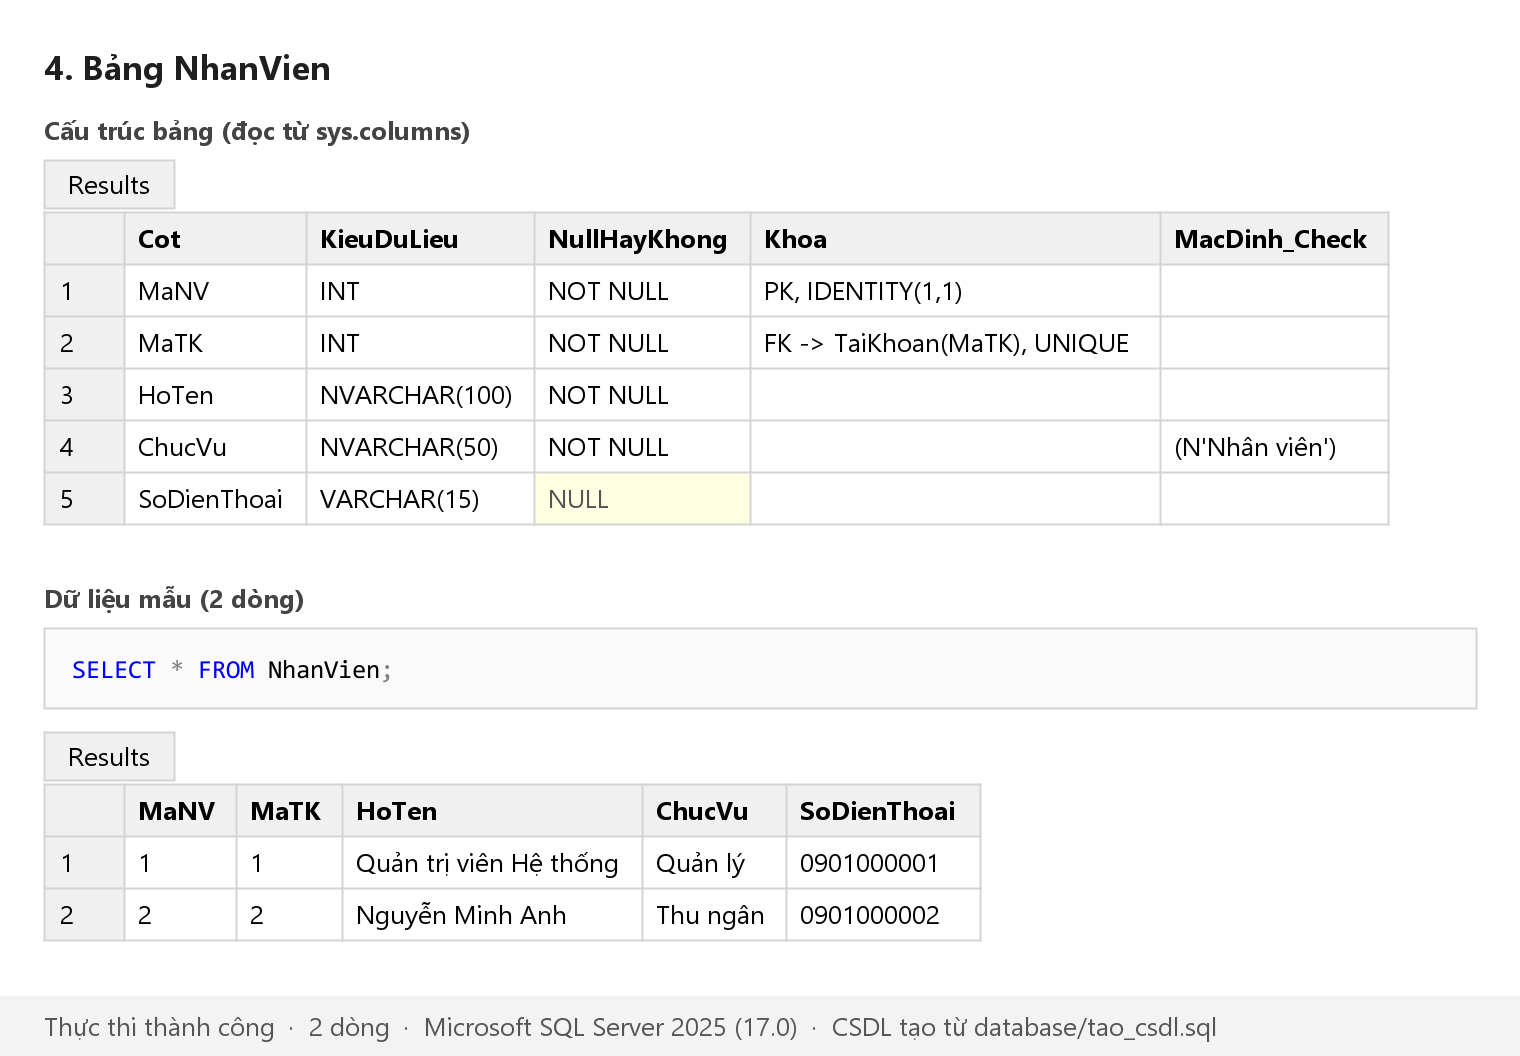 4. Bảng NhanVien
Cấu trúc bảng (đọc từ sys.columns)
Results
Cot KieuDuLieu NullHayKhong Khoa MacDinh_Check
1 MaNV INT NOT NULL PK, IDENTITY(1,1)
2 MaTK INT NOT NULL FK -> TaiKhoan(MaTK), UNIQUE
3 HoTen NVARCHAR(100) NOT NULL
4 ChucVu NVARCHAR(50) NOT NULL (N'Nhân viên')
5 SoDienThoai VARCHAR(15) NULL
Dữ liệu mẫu (2 dòng)
SELECT * FROM NhanVien;
Results
MaNV MaTK HoTen ChucVu SoDienThoai
1 1 1 Quản trị viên Hệ thống Quản lý 0901000001
2 2 2 Nguyễn Minh Anh Thu ngân 0901000002
Thực thi thành công · 2 dòng · Microsoft SQL Server 2025 (17.0) · CSDL tạo từ database/tao_csdl.sql